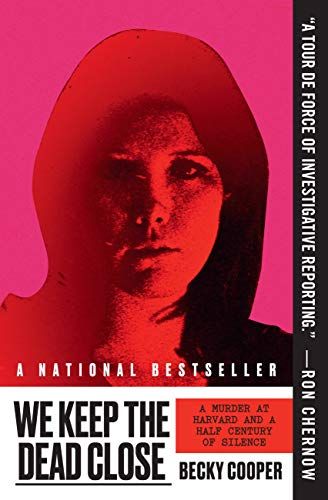 "A TOUR DE FORCE OF INVESTIGATIVE REPORTING." —RON CHERNOW
A NATIONAL BESTSELLER
WE KEEP THE
DEAD CLOSE
A MURDER AT
HARVARD AND A
HALF CENTURY
OF SILENCE
BECKY COOPER